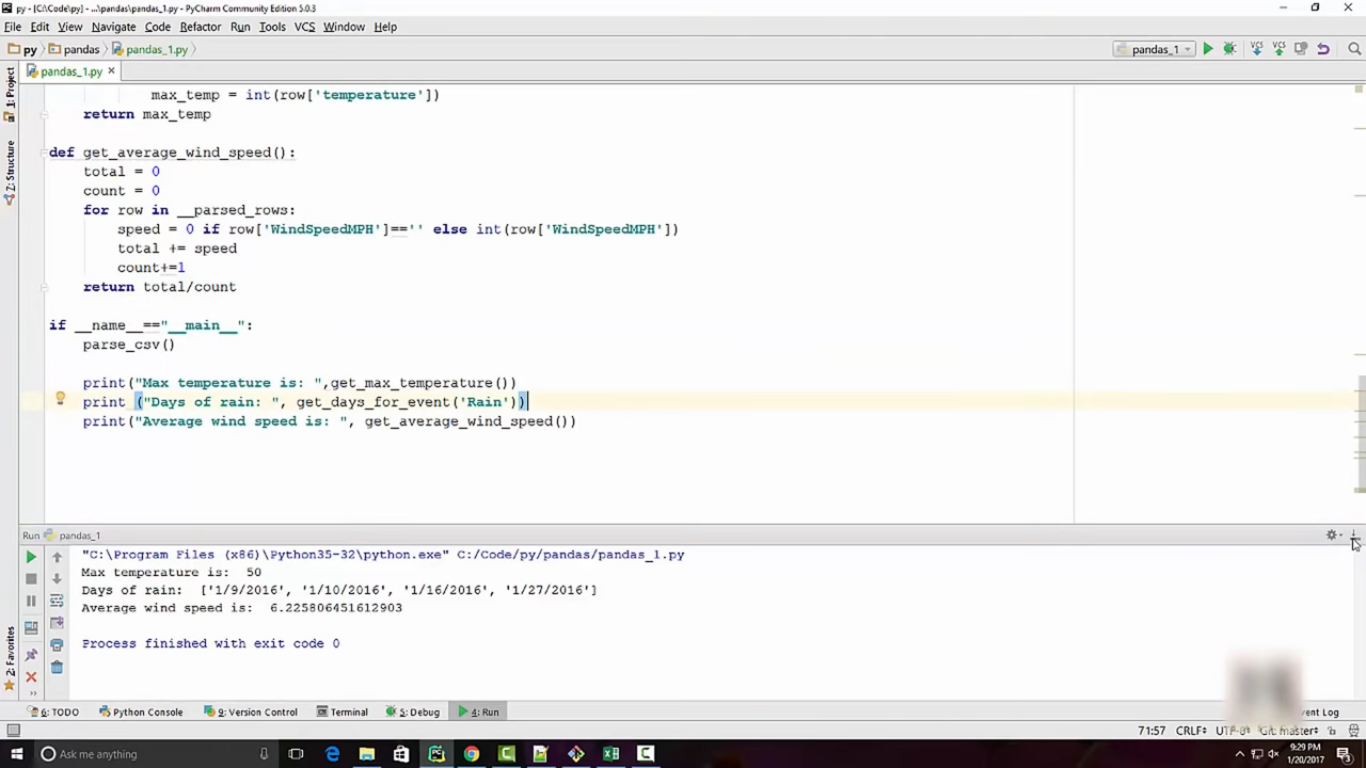 py - [C:\Code\py] - ...\pandas\pandas_1.py - PyCharm Community Edition 5.0.3
File Edit View Navigate Code Refactor Run Tools VCS Window Help
py pandas pandas_1.py pandas_1 VCS VCS
1: Project pandas_1.py
max_temp = int(row['temperature'])
return max_temp
Z: Structure
def get_average_wind_speed():
total = 0
count = 0
for row in __parsed_rows:
speed = 0 if row['WindSpeedMPH']=='' else int(row['WindSpeedMPH'])
total += speed
count+=1
return total/count
if __name__=="__main__":
parse_csv()
print("Max temperature is: ",get_max_temperature())
print ("Days of rain: ", get_days_for_event('Rain'))
print("Average wind speed is: ", get_average_wind_speed())
Run pandas_1
"C:\Program Files (x86)\Python35-32\python.exe" C:/Code/py/pandas/pandas_1.py
Max temperature is:  50
Days of rain:  ['1/9/2016', '1/10/2016', '1/16/2016', '1/27/2016']
Average wind speed is:  6.225806451612903
Process finished with exit code 0
2: Favorites
6: TODO Python Console 9: Version Control Terminal 5: Debug 4: Run Event Log
71:57 CRLF UTF-8 Git: master
Ask me anything
9:29 PM
1/20/2017